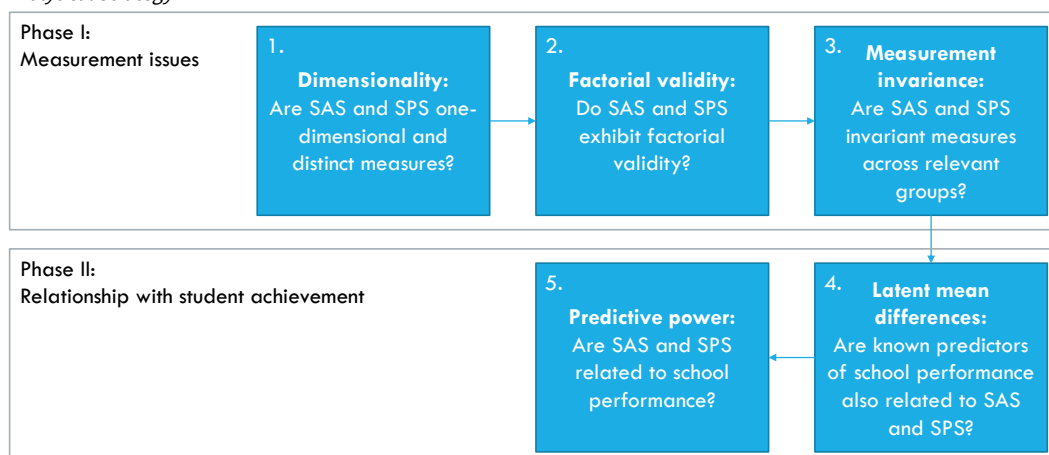 Phase I:
Measurement issues
1.
Dimensionality:
Are SAS and SPS one-
dimensional and
distinct measures?
2.
Factorial validity:
Do SAS and SPS
exhibit factorial
validity?
3.
Measurement
invariance:
Are SAS and SPS
invariant measures
across relevant
groups?
Phase II:
Relationship with student achievement
4.
Latent mean
differences:
Are known predictors
of school performance
also related to SAS
and SPS?
5.
Predictive power:
Are SAS and SPS
related to school
performance?